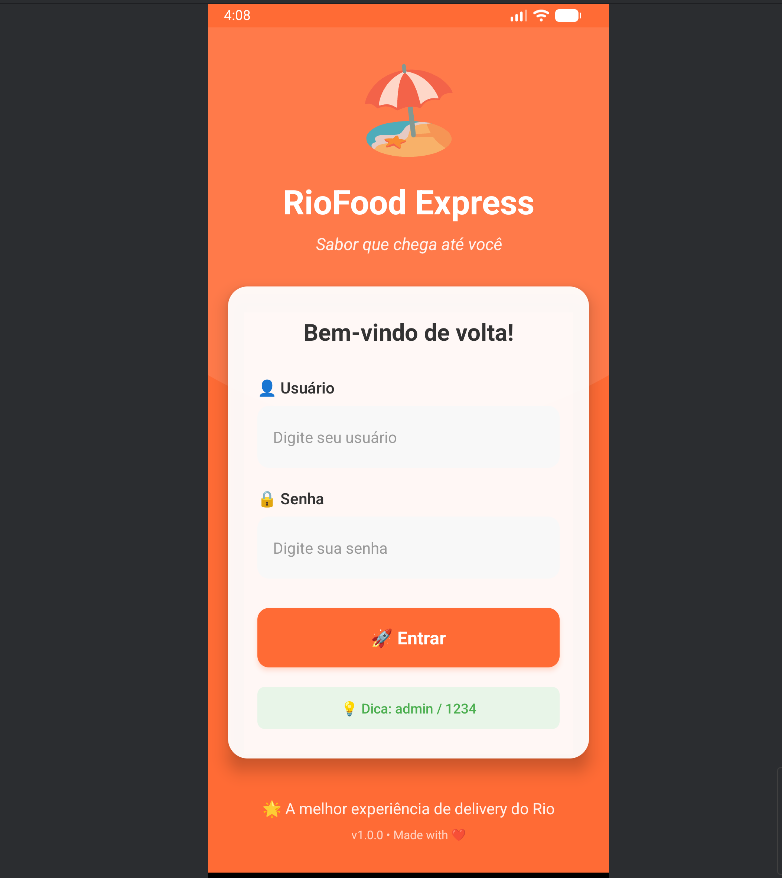 4:08
RioFood Express
Sabor que chega até você
Bem-vindo de volta!
👤 Usuário
Digite seu usuário
🔒 Senha
Digite sua senha
🚀 Entrar
💡 Dica: admin / 1234
🌟 A melhor experiência de delivery do Rio
v1.0.0 • Made with ❤️